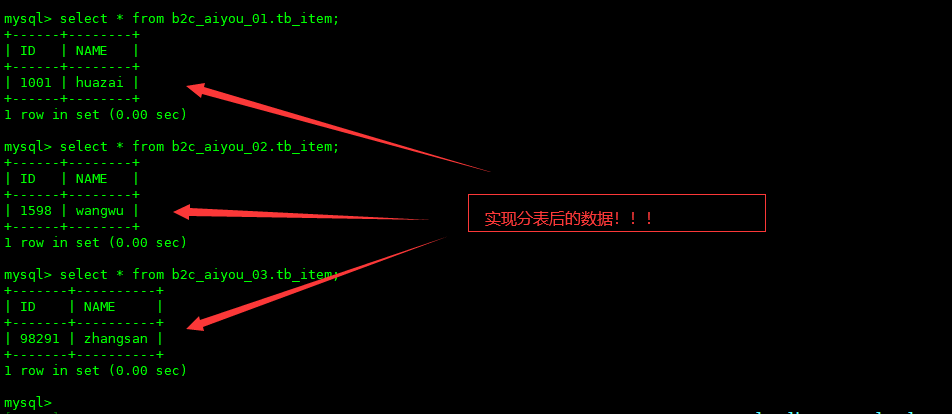 mysql> select * from b2c_aiyou_01.tb_item;
+------+--------+
| ID   | NAME   |
+------+--------+
| 1001 | huazai |
+------+--------+
1 row in set (0.00 sec)
mysql> select * from b2c_aiyou_02.tb_item;
+------+--------+
| ID   | NAME   |
+------+--------+
| 1598 | wangwu |
+------+--------+
1 row in set (0.00 sec)
实现分表后的数据！！！
mysql> select * from b2c_aiyou_03.tb_item;
+-------+----------+
| ID    | NAME     |
+-------+----------+
| 98291 | zhangsan |
+-------+----------+
1 row in set (0.00 sec)
mysql>